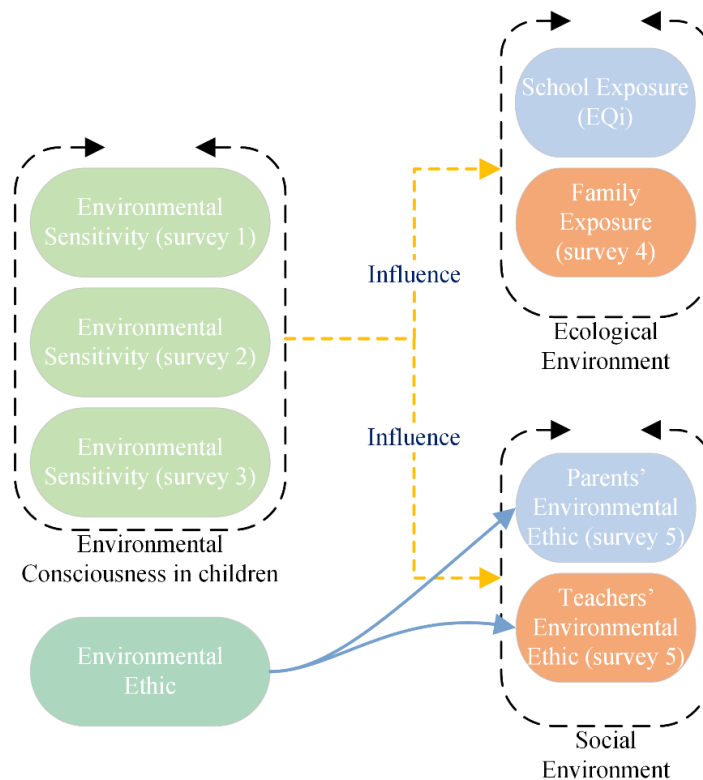 Environmental
Sensitivity (survey 1)
Environmental
Sensitivity (survey 2)
Environmental
Sensitivity (survey 3)
Environmental
Consciousness in children
Environmental
Ethic
Influence
Influence
School Exposure
(EQi)
Family
Exposure
(survey 4)
Ecological
Environment
Parents’
Environmental
Ethic (survey 5)
Teachers’
Environmental
Ethic (survey 5)
Social
Environment